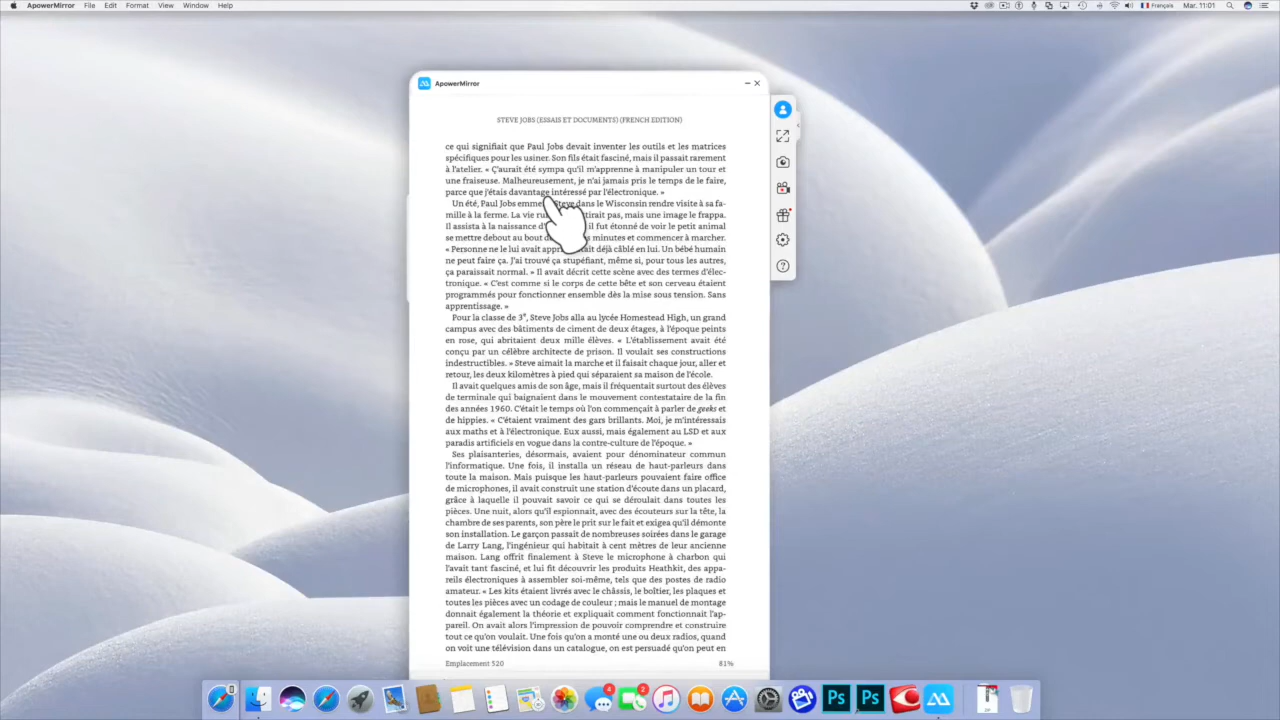 ApowerMirror File Edit Format View Window Help Français Mar. 11:01
ApowerMirror
STEVE JOBS (ESSAIS ET DOCUMENTS) (FRENCH EDITION)
ce qui signifiait que Paul Jobs devait inventer les outils et les matrices
spécifiques pour les usiner. Son fils était fasciné, mais il passait rarement
à l'atelier. « Ç'aurait été sympa qu'il m'apprenne à manipuler un tour et
une fraiseuse. Malheureusement, je n'ai jamais pris le temps de le faire,
parce que j'étais davantage intéressé par l'électronique. »
Un été, Paul Jobs emme Steve dans le Wisconsin rendre visite à sa fa-
mille à la ferme. La vie ru tirait pas, mais une image le frappa.
Il assista à la naissance d' il fut étonné de voir le petit animal
se mettre debout au bout d minutes et commencer à marcher.
« Personne ne le lui avait appr tait déjà câblé en lui. Un bébé humain
ne peut faire ça. J'ai trouvé ça stupéfiant, même si, pour tous les autres,
ça paraissait normal. » Il avait décrit cette scène avec des termes d'élec-
tronique. « C'est comme si le corps de cette bête et son cerveau étaient
programmés pour fonctionner ensemble dès la mise sous tension. Sans
apprentissage. »
Pour la classe de 3e, Steve Jobs alla au lycée Homestead High, un grand
campus avec des bâtiments de ciment de deux étages, à l'époque peints
en rose, qui abritaient deux mille élèves. « L'établissement avait été
conçu par un célèbre architecte de prison. Il voulait ses constructions
indestructibles. » Steve aimait la marche et il faisait chaque jour, aller et
retour, les deux kilomètres à pied qui séparaient sa maison de l'école.
Il avait quelques amis de son âge, mais il fréquentait surtout des élèves
de terminale qui baignaient dans le mouvement contestataire de la fin
des années 1960. C'était le temps où l'on commençait à parler de geeks et
de hippies. « C'étaient vraiment des gars brillants. Moi, je m'intéressais
aux maths et à l'électronique. Eux aussi, mais également au LSD et aux
paradis artificiels en vogue dans la contre-culture de l'époque. »
Ses plaisanteries, désormais, avaient pour dénominateur commun
l'informatique. Une fois, il installa un réseau de haut-parleurs dans
toute la maison. Mais puisque les haut-parleurs pouvaient faire office
de microphones, il avait construit une station d'écoute dans un placard,
grâce à laquelle il pouvait savoir ce qui se déroulait dans toutes les
pièces. Une nuit, alors qu'il espionnait, avec des écouteurs sur la tête, la
chambre de ses parents, son père le prit sur le fait et exigea qu'il démonte
son installation. Le garçon passait de nombreuses soirées dans le garage
de Larry Lang, l'ingénieur qui habitait à cent mètres de leur ancienne
maison. Lang offrit finalement à Steve le microphone à charbon qui
l'avait tant fasciné, et lui fit découvrir les produits Heathkit, des appa-
reils électroniques à assembler soi-même, tels que des postes de radio
amateur. « Les kits étaient livrés avec le châssis, le boîtier, les plaques et
toutes les pièces avec un codage de couleur ; mais le manuel de montage
donnait également la théorie et expliquait comment fonctionnait l'ap-
pareil. On avait alors l'impression de pouvoir comprendre et construire
tout ce qu'on voulait. Une fois qu'on a monté une ou deux radios, quand
on voit une télévision dans un catalogue, on est persuadé qu'on peut en
Emplacement 520 81%
4 2 Ps Ps